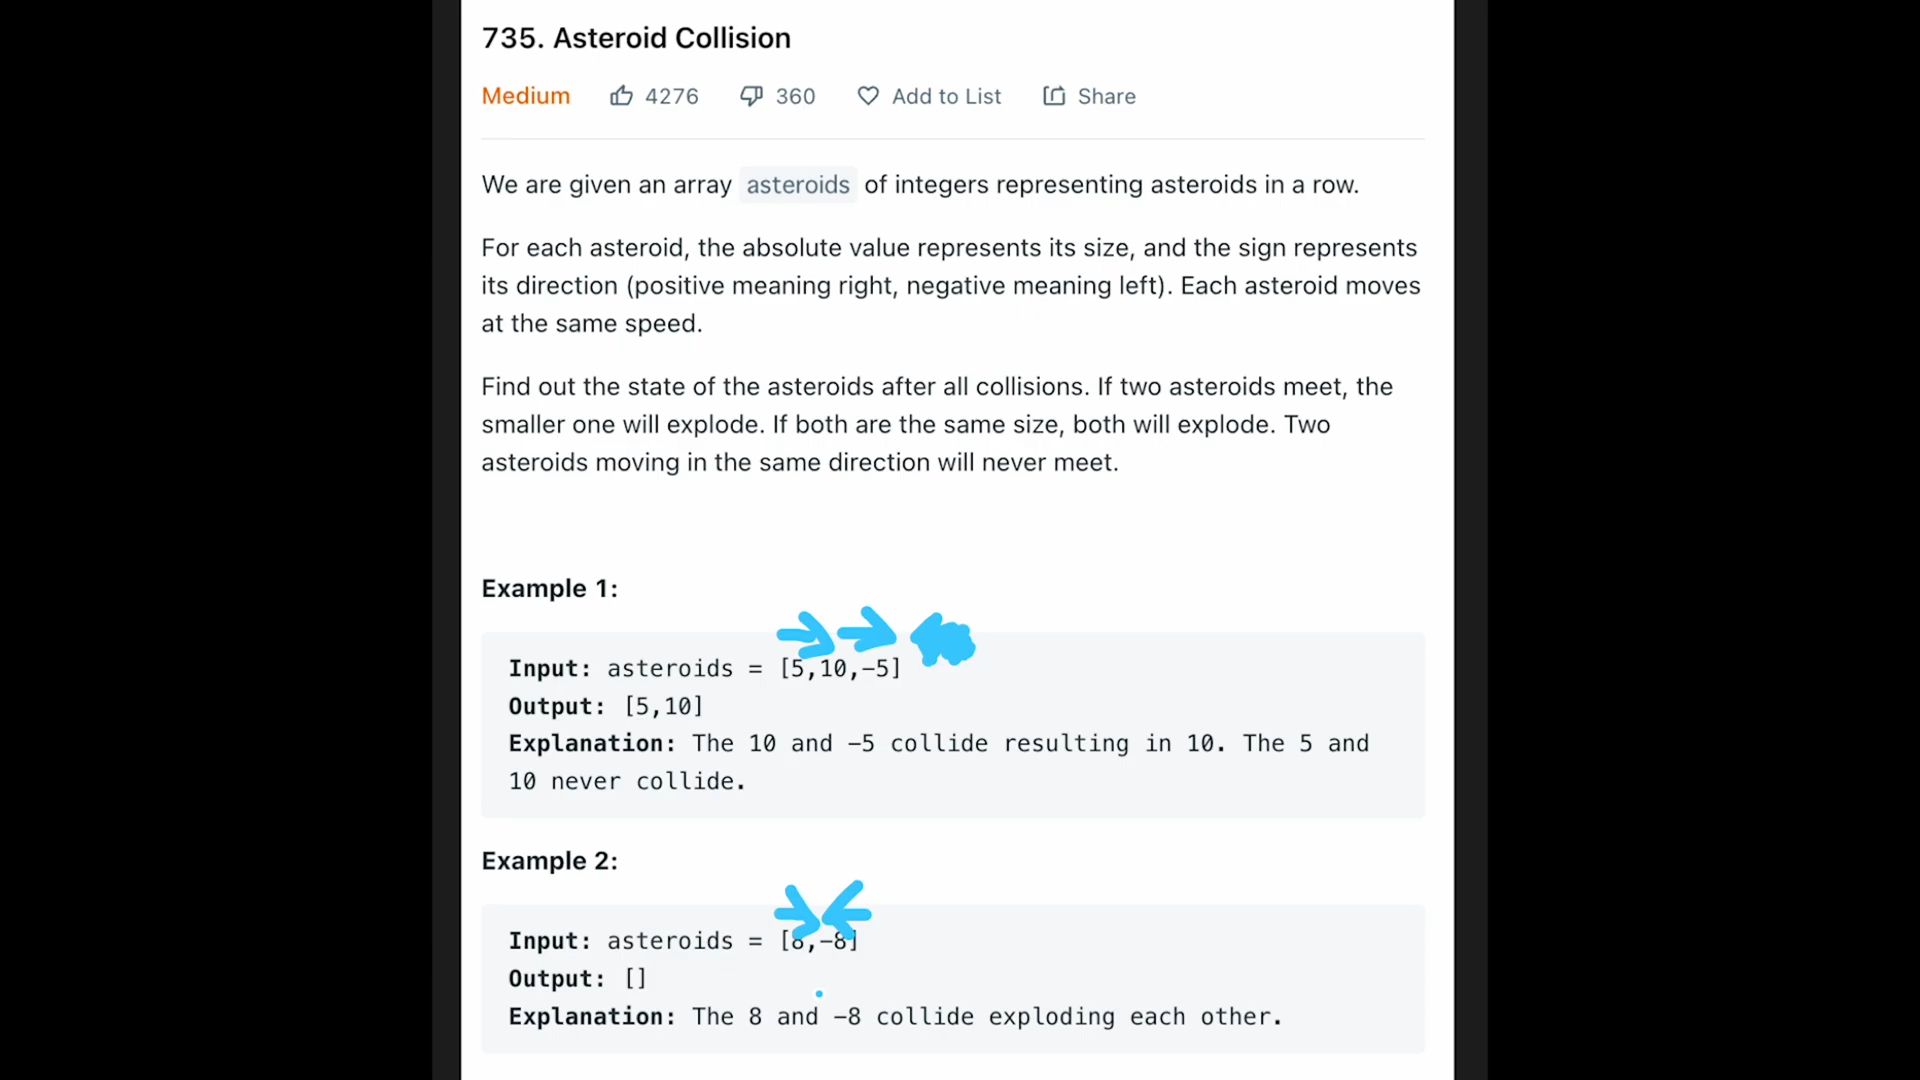 735. Asteroid Collision
Medium 4276 360 Add to List Share
We are given an array asteroids of integers representing asteroids in a row.
For each asteroid, the absolute value represents its size, and the sign represents
its direction (positive meaning right, negative meaning left). Each asteroid moves
at the same speed.
Find out the state of the asteroids after all collisions. If two asteroids meet, the
smaller one will explode. If both are the same size, both will explode. Two
asteroids moving in the same direction will never meet.
Example 1:
Input: asteroids = [5,10,−5]
Output: [5,10]
Explanation: The 10 and −5 collide resulting in 10. The 5 and
10 never collide.
Example 2:
Input: asteroids = [8,−8]
Output: []
Explanation: The 8 and −8 collide exploding each other.